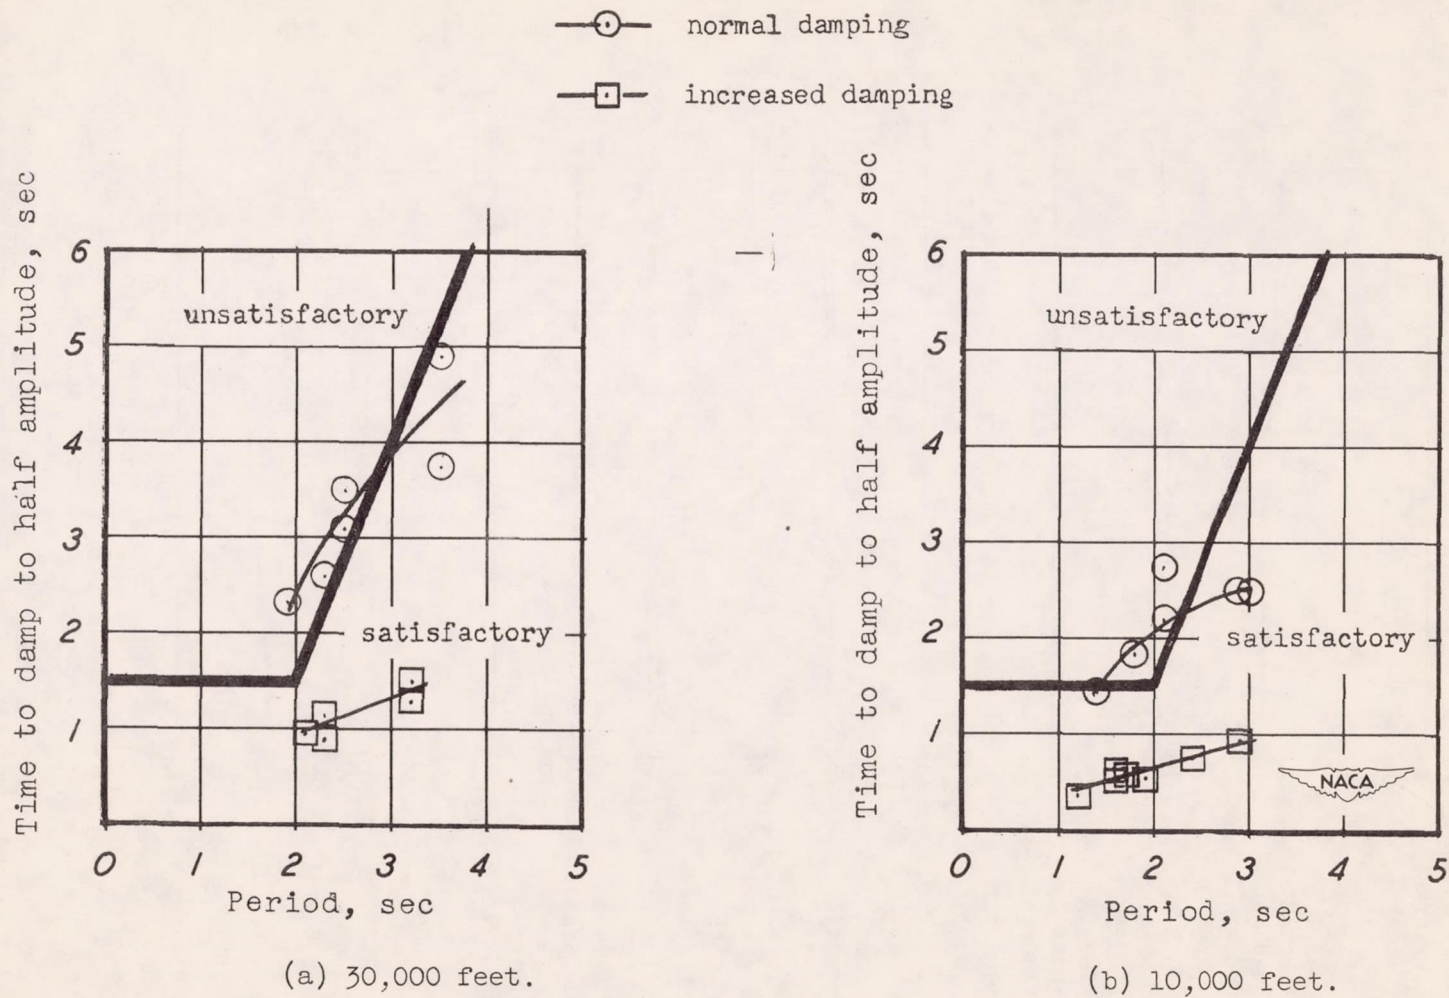 normal damping
increased damping
Time to damp to half amplitude, sec
6
5
4
3
2
1
unsatisfactory
satisfactory
0 1 2 3 4 5
Period, sec
(a) 30,000 feet.
Time to damp to half amplitude, sec
6
5
4
3
2
1
unsatisfactory
satisfactory
NACA
0 1 2 3 4 5
Period, sec
(b) 10,000 feet.